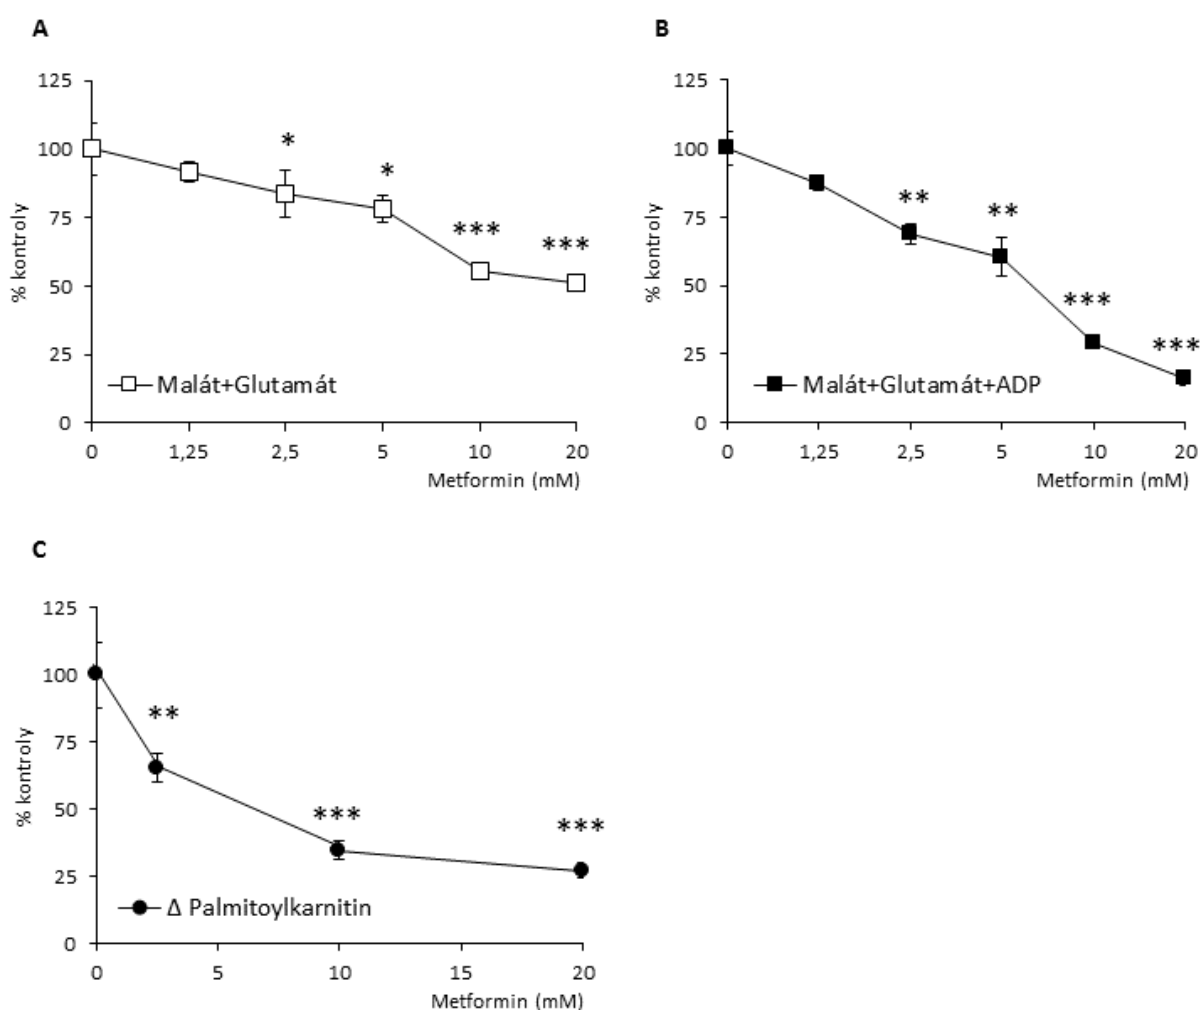 A
125
100
75
50
25
0
% kontroly
*
*
***
***
Malát+Glutamát
0 1,25 2,5 5 10 20
Metformin (mM)
B
125
100
75
50
25
0
% kontroly
**
**
***
***
Malát+Glutamát+ADP
0 1,25 2,5 5 10 20
Metformin (mM)
C
125
100
75
50
25
0
% kontroly
**
***
***
Δ Palmitoylkarnitin
0 5 10 15 20
Metformin (mM)